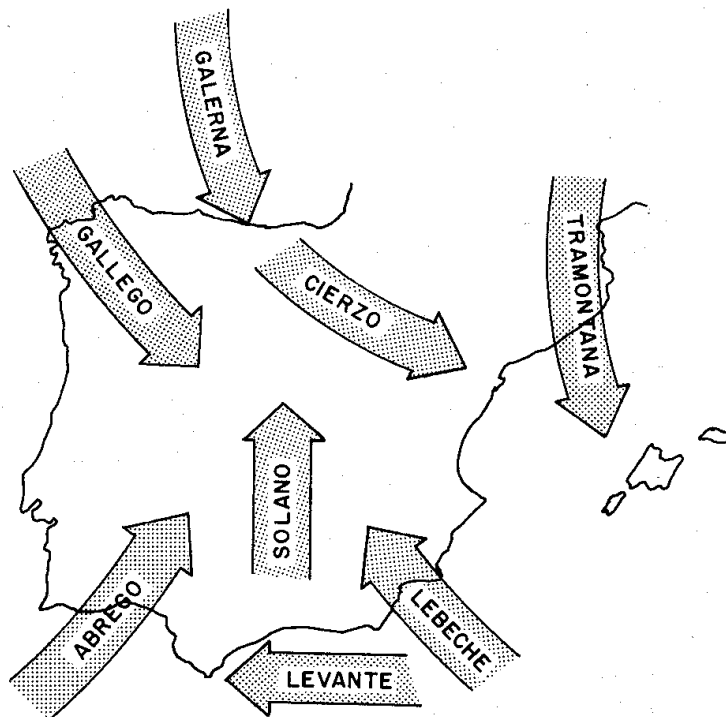 GALERNA
GALLEGO
CIERZO
TRAMONTANA
SOLANO
ABREGO
LEBECHE
LEVANTE